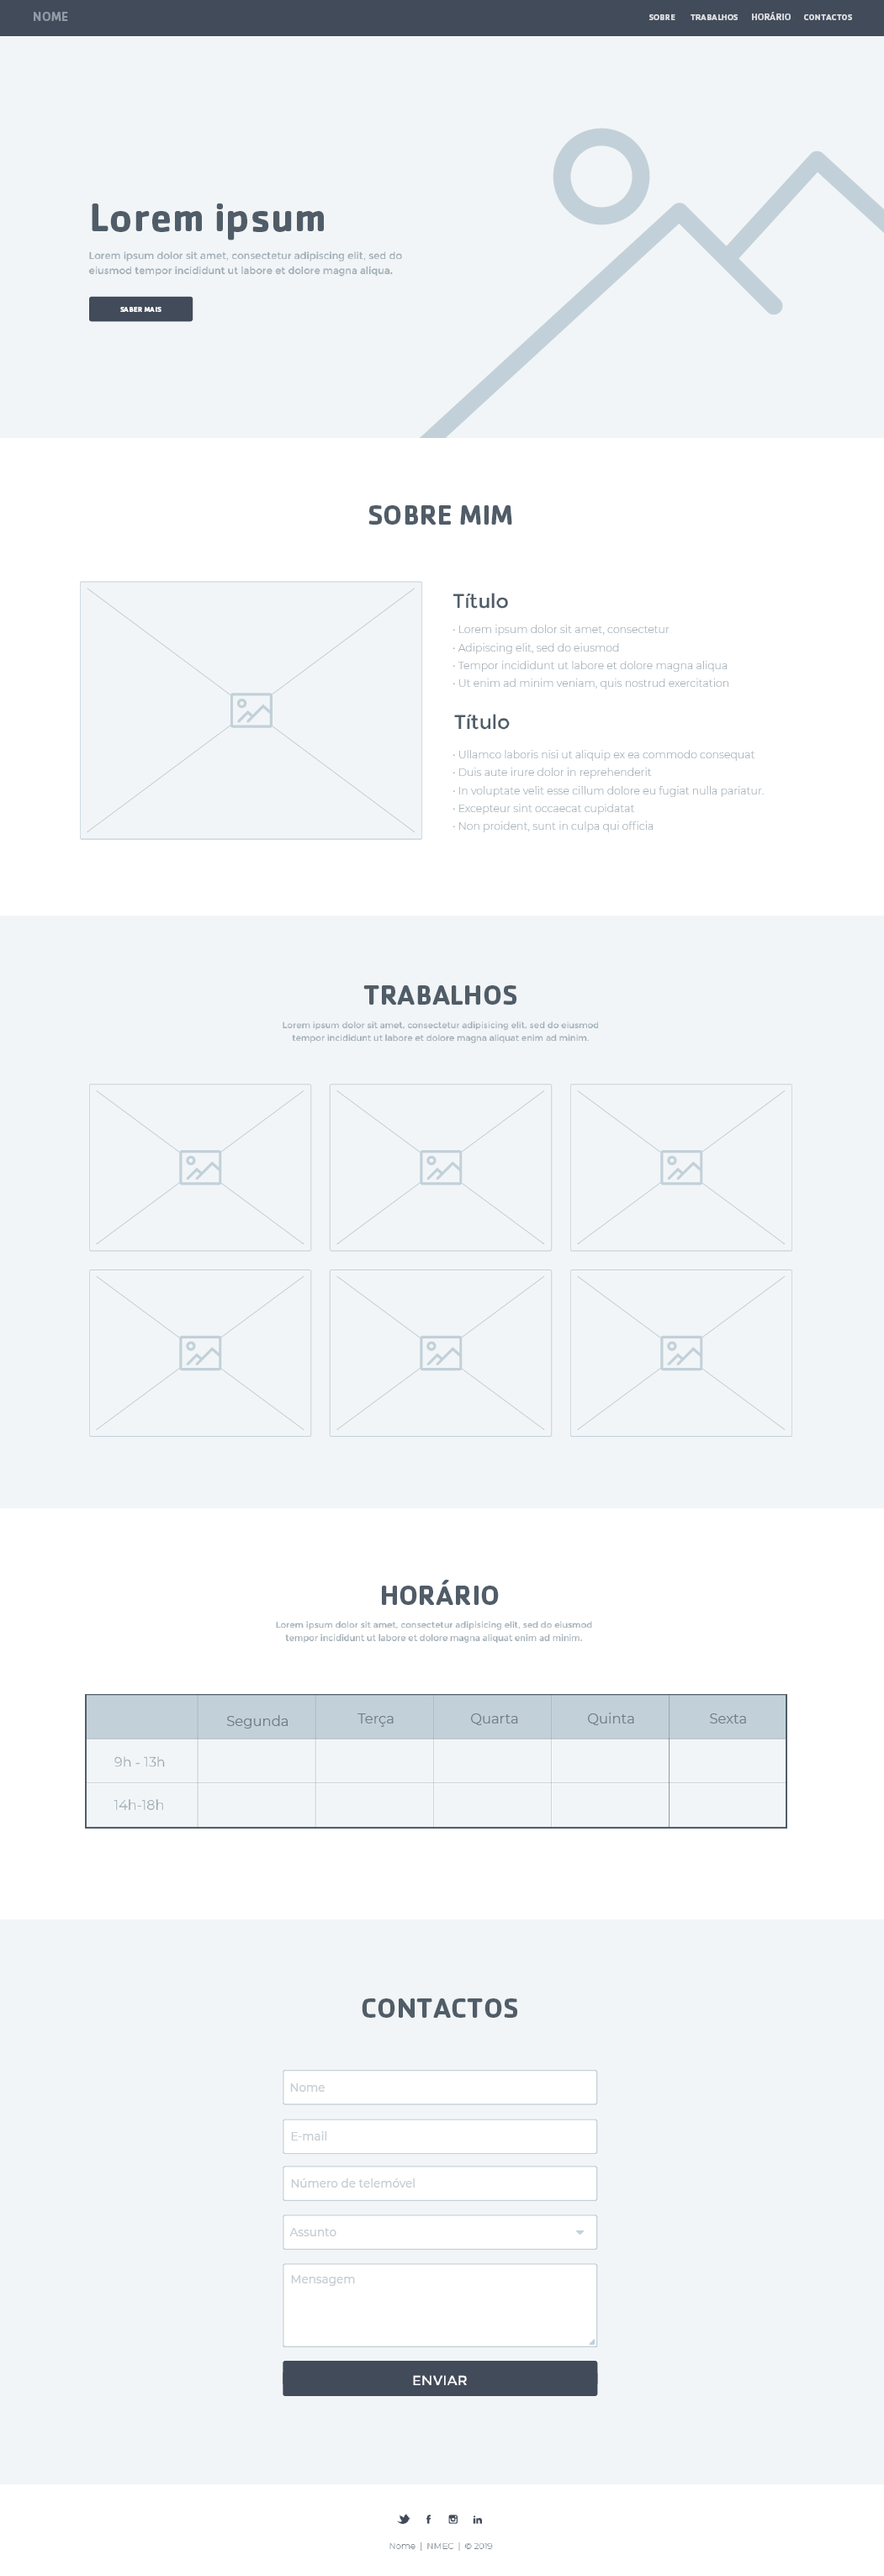 NOME
SOBRE TRABALHOS HORÁRIO CONTACTOS
Lorem ipsum
Lorem ipsum dolor sit amet, consectetur adipiscing elit, sed do
eiusmod tempor incididunt ut labore et dolore magna aliqua.
SABER MAIS
SOBRE MIM
Título
· Lorem ipsum dolor sit amet, consectetur
· Adipiscing elit, sed do eiusmod
· Tempor incididunt ut labore et dolore magna aliqua
· Ut enim ad minim veniam, quis nostrud exercitation
Título
· Ullamco laboris nisi ut aliquip ex ea commodo consequat
· Duis aute irure dolor in reprehenderit
· In voluptate velit esse cillum dolore eu fugiat nulla pariatur.
· Excepteur sint occaecat cupidatat
· Non proident, sunt in culpa qui officia
TRABALHOS
Lorem ipsum dolor sit amet, consectetur adipisicing elit, sed do eiusmod
tempor incididunt ut labore et dolore magna aliquat enim ad minim.
HORÁRIO
Lorem ipsum dolor sit amet, consectetur adipisicing elit, sed do eiusmod
tempor incididunt ut labore et dolore magna aliquat enim ad minim.
Segunda Terça Quarta Quinta Sexta
9h - 13h
14h-18h
CONTACTOS
Nome
E-mail
Número de telemóvel
Assunto
Mensagem
ENVIAR
Nome | NMEC | © 2019